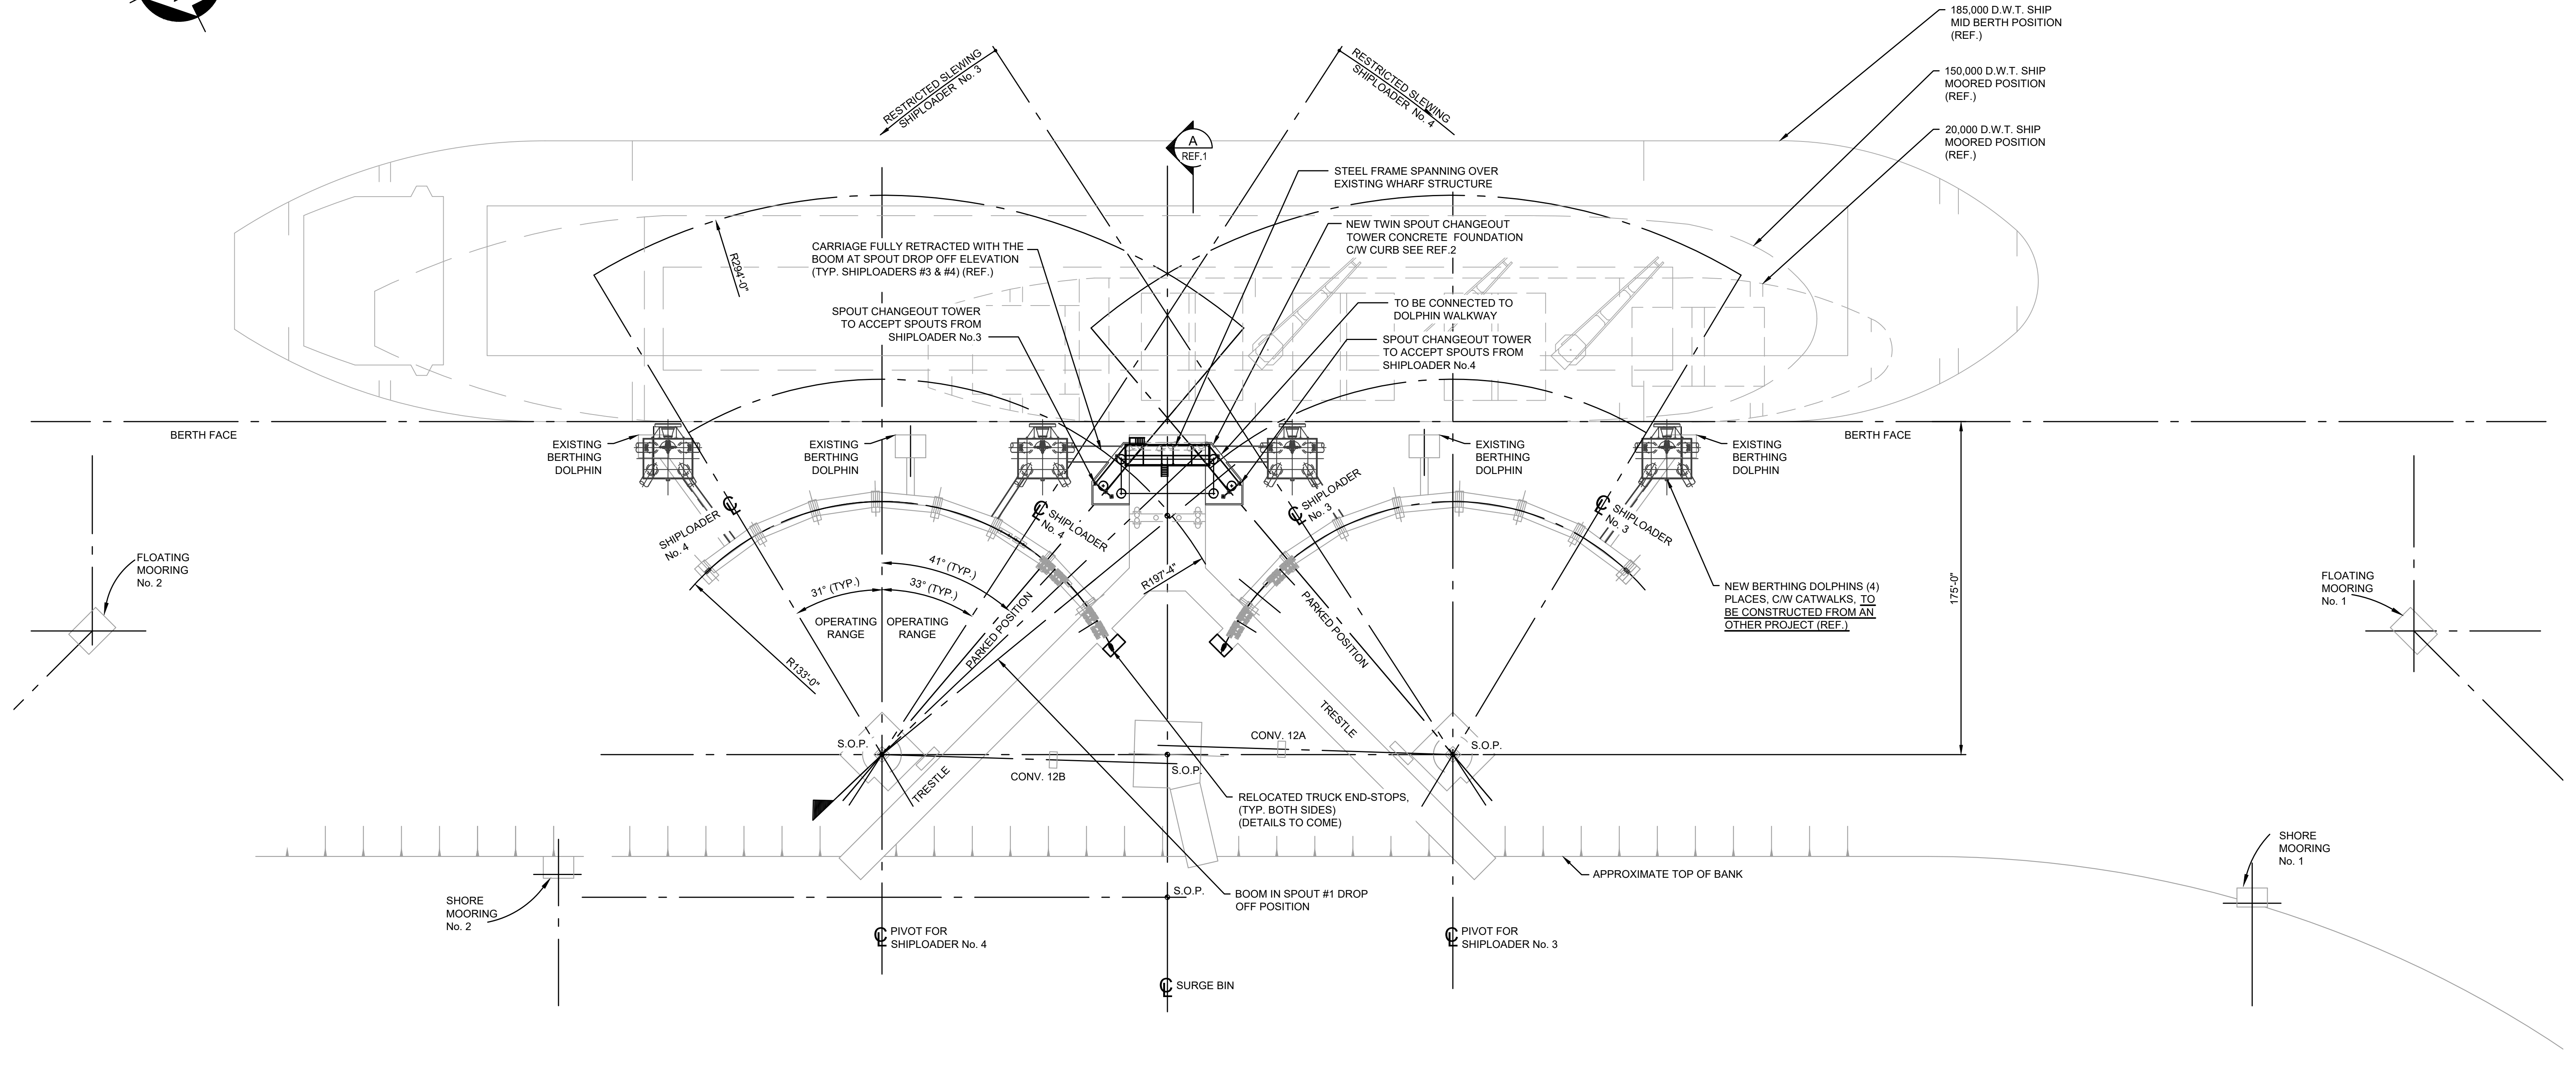 185,000 D.W.T. SHIP
MID BERTH POSITION
(REF.)
150,000 D.W.T. SHIP
MOORED POSITION
(REF.)
20,000 D.W.T. SHIP
MOORED POSITION
(REF.)
RESTRICTED SLEWING
SHIPLOADER No. 3
RESTRICTED SLEWING
SHIPLOADER No. 4
A
REF.1
STEEL FRAME SPANNING OVER
EXISTING WHARF STRUCTURE
NEW TWIN SPOUT CHANGEOUT
TOWER CONCRETE FOUNDATION
C/W CURB SEE REF.2
CARRIAGE FULLY RETRACTED WITH THE
BOOM AT SPOUT DROP OFF ELEVATION
(TYP. SHIPLOADERS #3 & #4) (REF.)
R294'-0"
SPOUT CHANGEOUT TOWER
TO ACCEPT SPOUTS FROM
SHIPLOADER No.3
TO BE CONNECTED TO
DOLPHIN WALKWAY
SPOUT CHANGEOUT TOWER
TO ACCEPT SPOUTS FROM
SHIPLOADER No.4
BERTH FACE
BERTH FACE
EXISTING
BERTHING
DOLPHIN
EXISTING
BERTHING
DOLPHIN
EXISTING
BERTHING
DOLPHIN
EXISTING
BERTHING
DOLPHIN
℄ SHIPLOADER
No. 4
℄ SHIPLOADER
No. 4
℄ SHIPLOADER
No. 3
℄ SHIPLOADER
No. 3
FLOATING
MOORING
No. 2
FLOATING
MOORING
No. 1
41° (TYP.)
31° (TYP.)
33° (TYP.)
OPERATING
RANGE
OPERATING
RANGE
PARKED POSITION
R197'-4"
PARKED POSITION
R133'-0"
NEW BERTHING DOLPHINS (4)
PLACES, C/W CATWALKS, TO
BE CONSTRUCTED FROM AN
OTHER PROJECT (REF.)
175'-0"
TRESTLE
S.O.P.
CONV. 12A
S.O.P.
CONV. 12B
S.O.P.
TRESTLE
RELOCATED TRUCK END-STOPS,
(TYP. BOTH SIDES)
(DETAILS TO COME)
SHORE
MOORING
No. 1
APPROXIMATE TOP OF BANK
S.O.P.
BOOM IN SPOUT #1 DROP
OFF POSITION
SHORE
MOORING
No. 2
℄ PIVOT FOR
SHIPLOADER No. 4
℄ PIVOT FOR
SHIPLOADER No. 3
℄ SURGE BIN